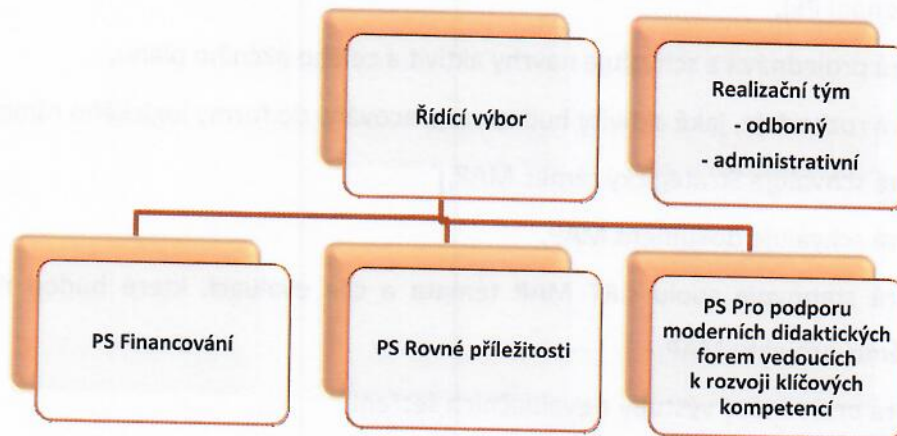 Řídící výbor
Realizační tým
- odborný
- administrativní
PS Financování
PS Rovné příležitosti
PS Pro podporu
moderních didaktických
forem vedoucích
k rozvoji klíčových
kompetencí